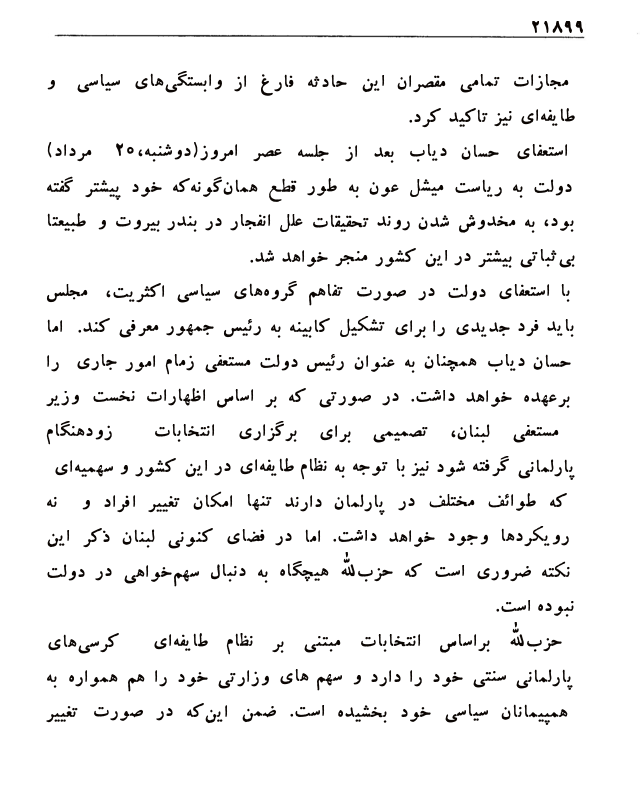 ۲۱۸۹۹
مجازات تمامی مقصران این حادثه فارغ از وابستگی‌های سیاسی و
طایفه‌ای نیز تاکید کرد.
استعفای حسان دیاب بعد از جلسه عصر امروز(دوشنبه،۲۵ مرداد)
دولت به ریاست میشل عون به طور قطع همان‌گونه‌که خود پیشتر گفته
بود، به مخدوش شدن روند تحقیقات علل انفجار در بندر بیروت و طبیعتا
بی‌ثباتی بیشتر در این کشور منجر خواهد شد.
با استعفای دولت در صورت تفاهم گروه‌های سیاسی اکثریت، مجلس
باید فرد جدیدی را برای تشکیل کابینه به رئیس جمهور معرفی کند. اما
حسان دیاب همچنان به عنوان رئیس دولت مستعفی زمام امور جاری را
برعهده خواهد داشت. در صورتی که بر اساس اظهارات نخست وزیر
مستعفی لبنان، تصمیمی برای برگزاری انتخابات زودهنگام
پارلمانی گرفته شود نیز با توجه به نظام طایفه‌ای در این کشور و سهمیه‌ای
که طوائف مختلف در پارلمان دارند تنها امکان تغییر افراد و نه
رویکردها وجود خواهد داشت. اما در فضای کنونی لبنان ذکر این
نکته ضروری است که حزب‌الله هیچگاه به دنبال سهم‌خواهی در دولت
نبوده است.
حزب‌الله براساس انتخابات مبتنی بر نظام طایفه‌ای کرسی‌های
پارلمانی سنتی خود را دارد و سهم های وزارتی خود را هم همواره به
همپیمانان سیاسی خود بخشیده است. ضمن این‌که در صورت تغییر